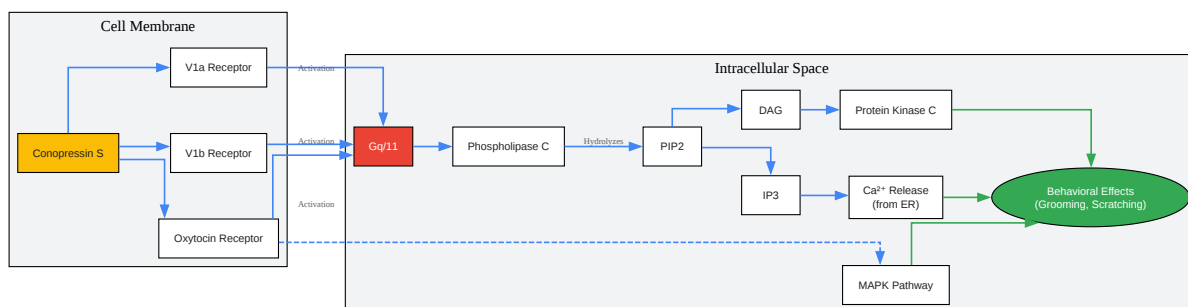 Cell Membrane
V1a Receptor
Activation
Intracellular Space
DAG
Protein Kinase C
Conopressin S
V1b Receptor
Activation
Gq/11
Phospholipase C
Hydrolyzes
PIP2
IP3
Ca²⁺ Release
(from ER)
Behavioral Effects
(Grooming, Scratching)
Activation
Oxytocin Receptor
MAPK Pathway